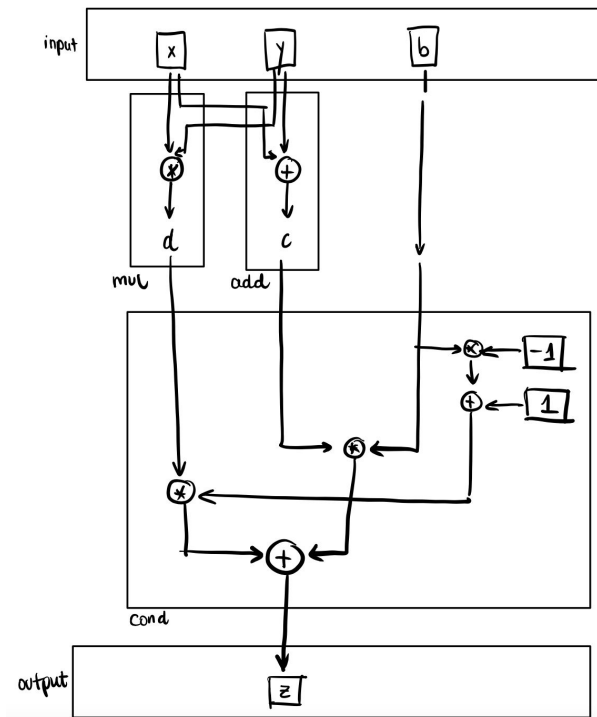 input
x
y
b
*
+
d
c
mul
add
*
-1
+
1
*
*
+
cond
output
z